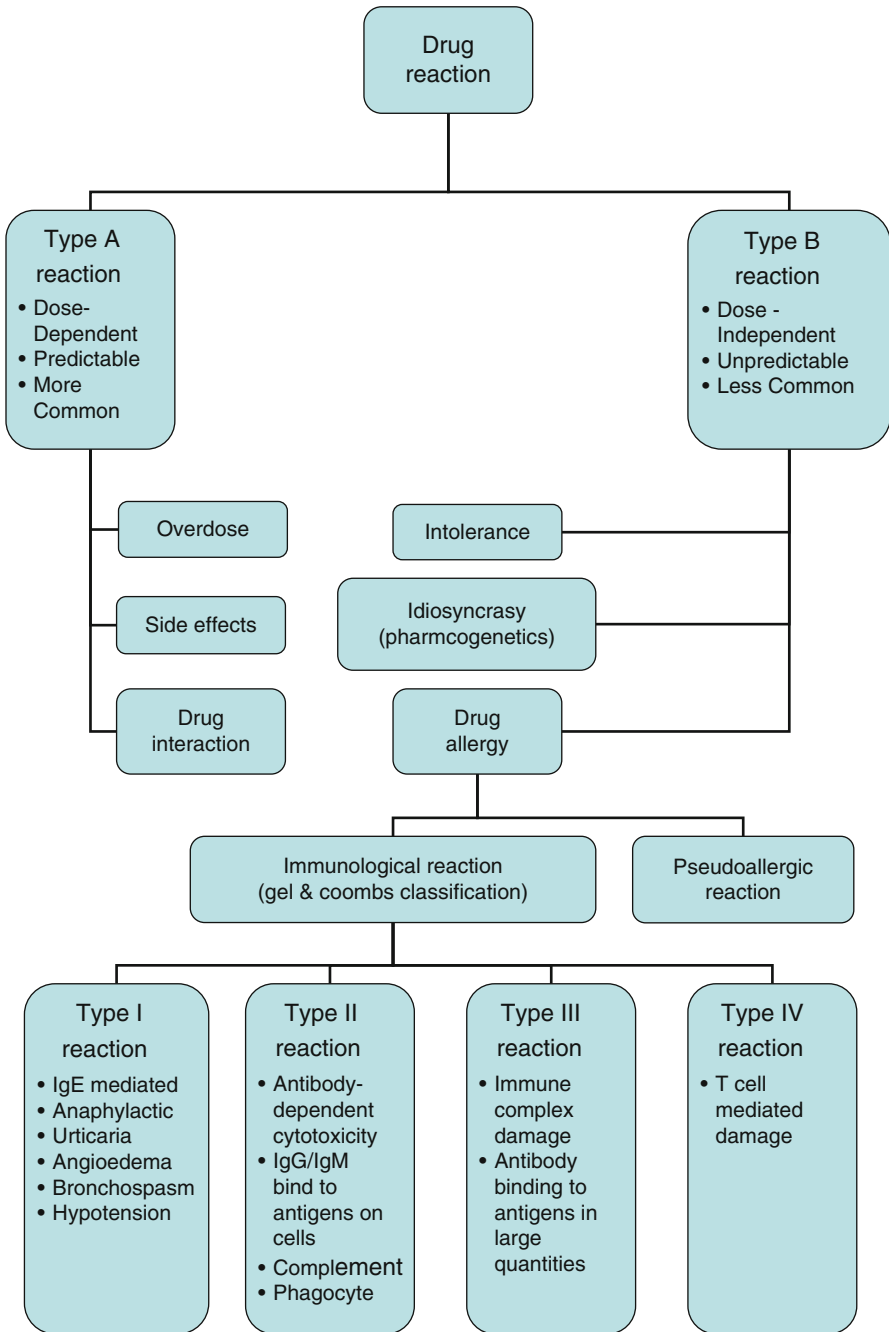 Drug
reaction
Type A
reaction
• Dose-
Dependent
• Predictable
• More
Common
Type B
reaction
• Dose -
Independent
• Unpredictable
• Less Common
Overdose
Side effects
Drug
interaction
Intolerance
Idiosyncrasy
(pharmcogenetics)
Drug
allergy
Immunological reaction
(gel & coombs classification)
Pseudoallergic
reaction
Type I
reaction
• IgE mediated
• Anaphylactic
• Urticaria
• Angioedema
• Bronchospasm
• Hypotension
Type II
reaction
• Antibody-
dependent
cytotoxicity
• IgG/IgM
bind to
antigens on
cells
• Complement
• Phagocyte
Type III
reaction
• Immune
complex
damage
• Antibody
binding to
antigens in
large
quantities
Type IV
reaction
• T cell
mediated
damage